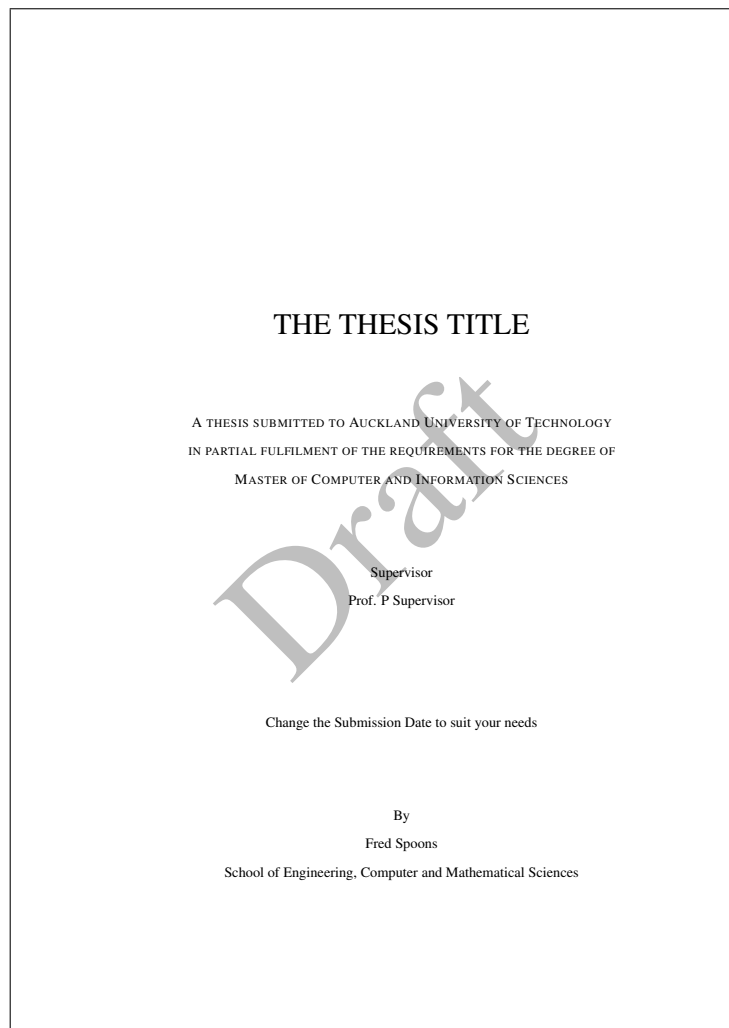 THE THESIS TITLE
A THESIS SUBMITTED TO AUCKLAND UNIVERSITY OF TECHNOLOGY
IN PARTIAL FULFILMENT OF THE REQUIREMENTS FOR THE DEGREE OF
MASTER OF COMPUTER AND INFORMATION SCIENCES
Draft
Supervisor
Prof. P Supervisor
Change the Submission Date to suit your needs
By
Fred Spoons
School of Engineering, Computer and Mathematical Sciences